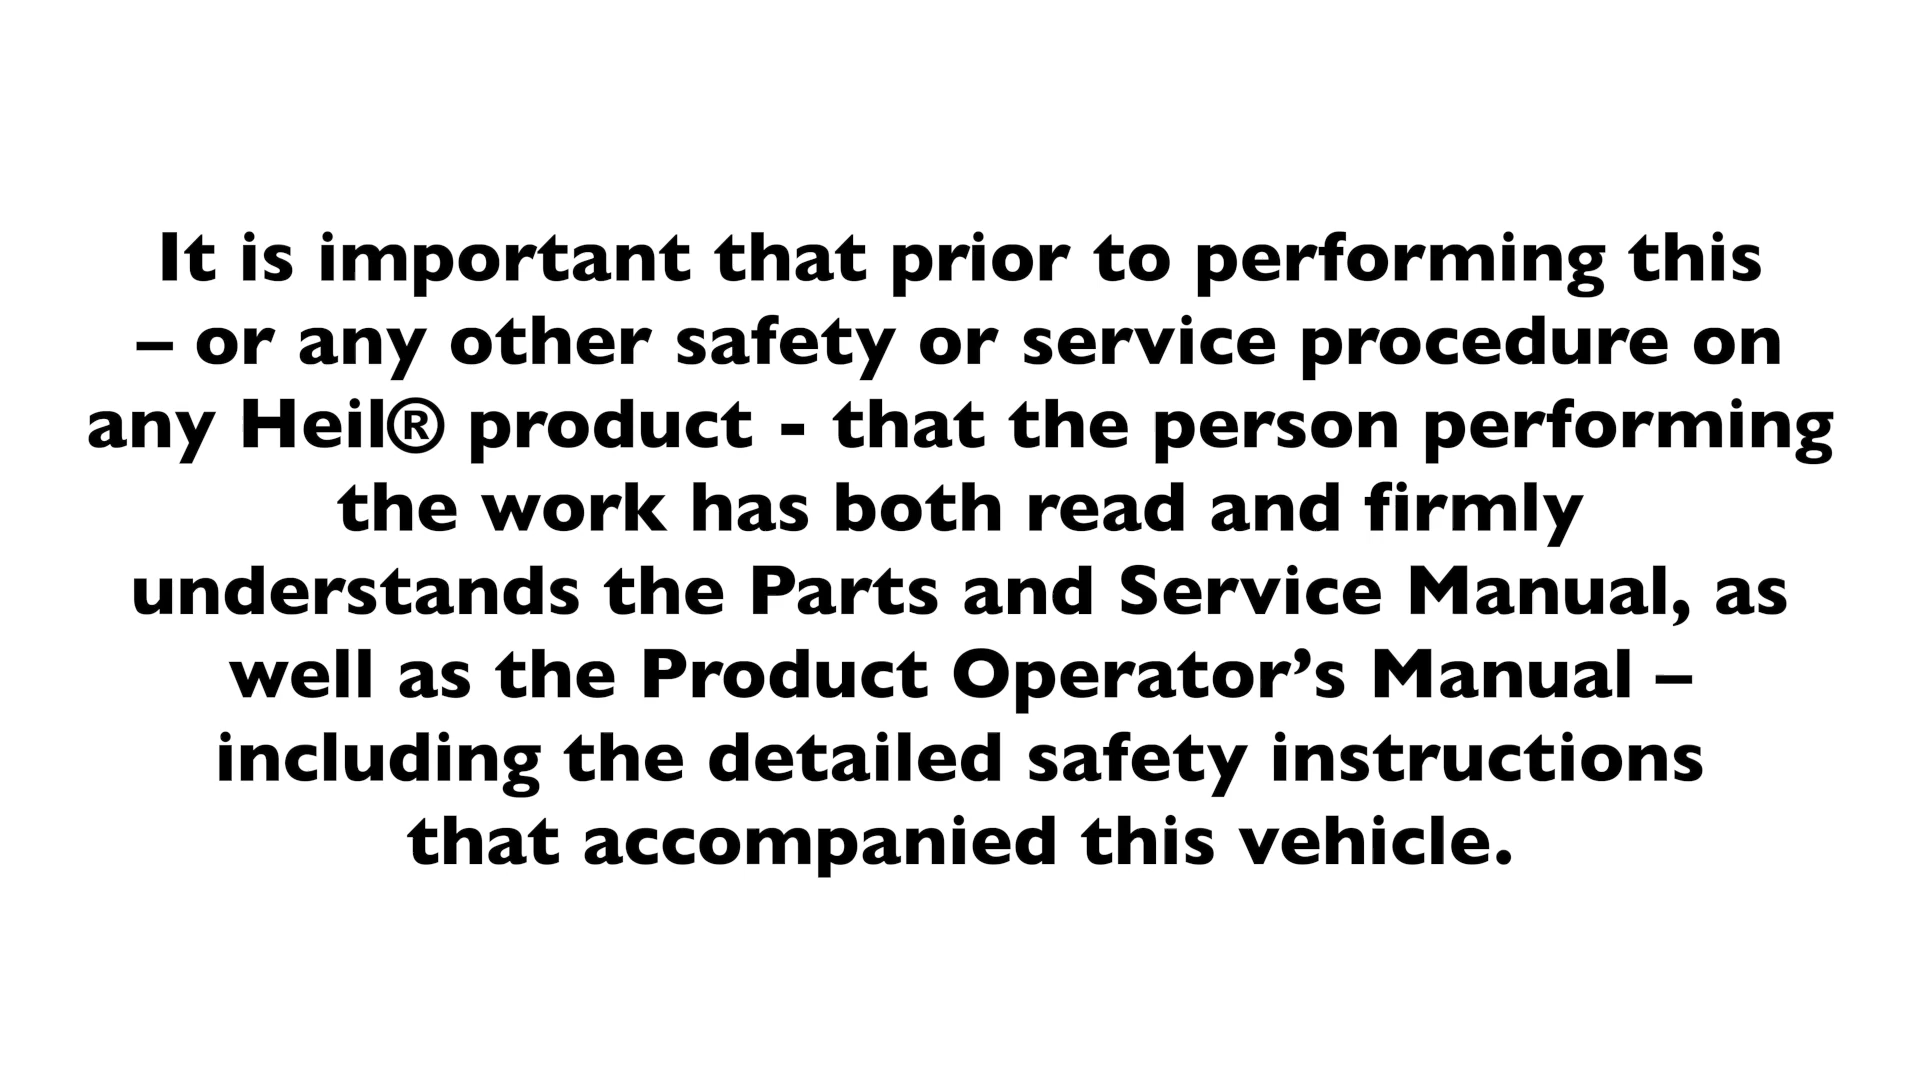 It is important that prior to performing this
– or any other safety or service procedure on
any Heil® product - that the person performing
the work has both read and firmly
understands the Parts and Service Manual, as
well as the Product Operator’s Manual –
including the detailed safety instructions
that accompanied this vehicle.